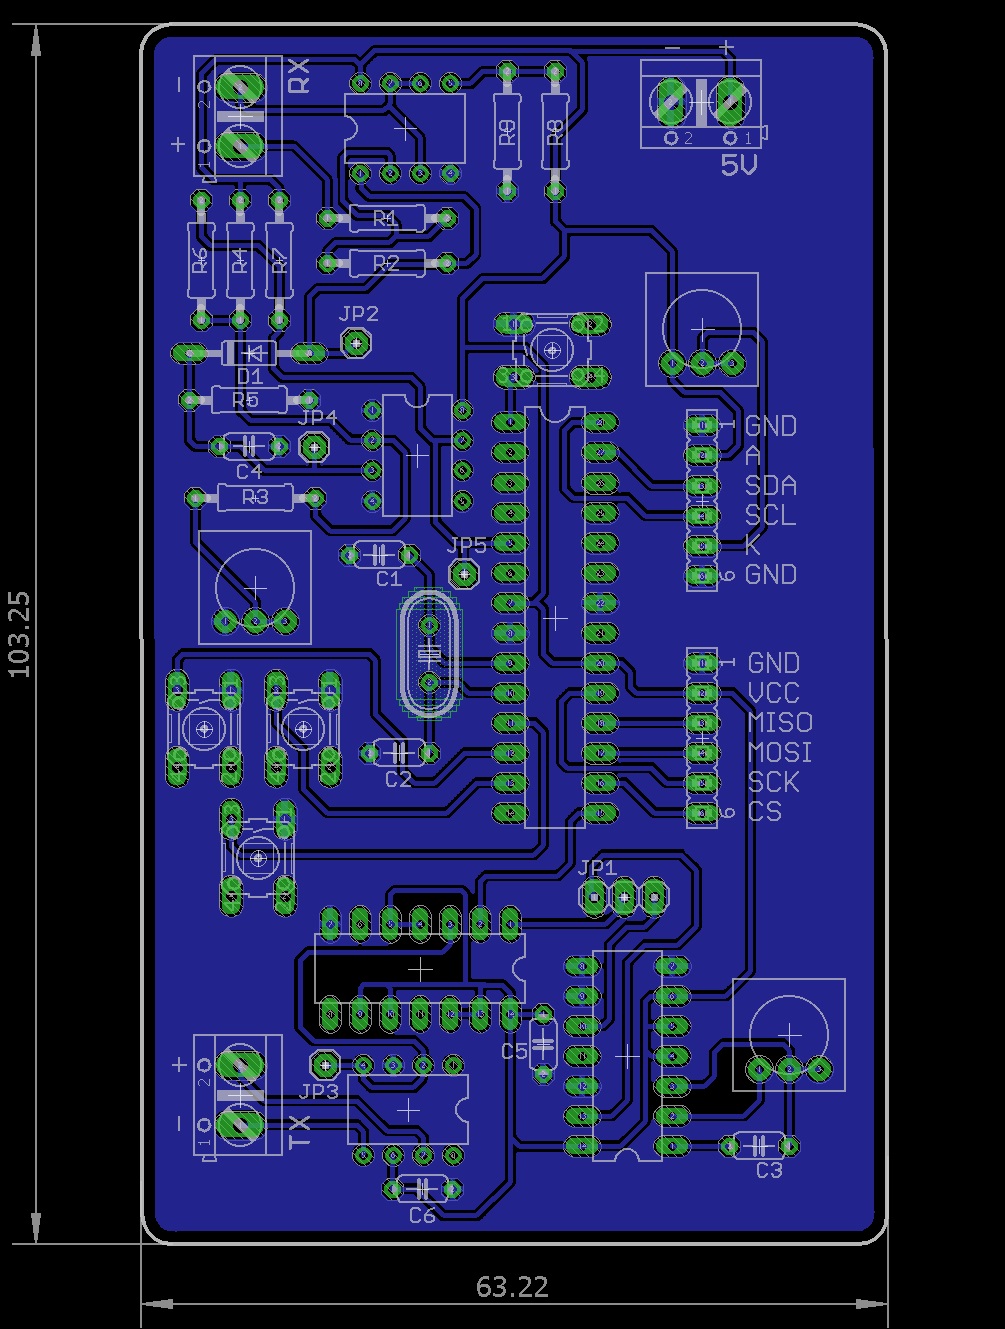 - +
RX
- 2
+ 1
R9
R8
2 1
5V
R1
R6
R4
R7
R2
JP2
D1
R5
JP4
C4
R3
1 GND
A
SDA
SCL
K
6 GND
JP5
C1
103.25
1 GND
VCC
MISO
MOSI
SCK
6 CS
C2
JP1
C5
+ 2
JP3
- 1
TX
C3
C6
63.22